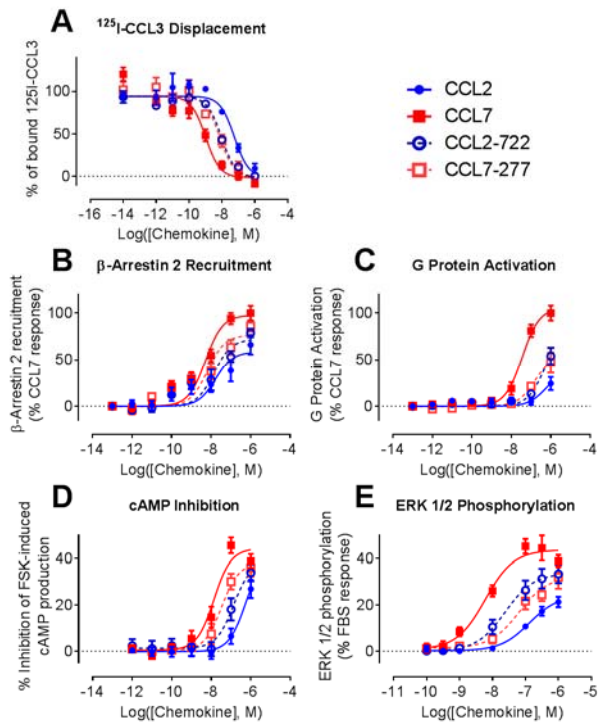 A
¹²⁵I-CCL3 Displacement
% of bound 125I-CCL3
100
50
0
-16 -14 -12 -10 -8 -6 -4
Log([Chemokine], M)
CCL2
CCL7
CCL2-722
CCL7-277
B
β-Arrestin 2 Recruitment
β-Arrestin 2 recruitment
(% CCL7 response)
100
50
0
-14 -12 -10 -8 -6 -4
Log([Chemokine], M)
C
G Protein Activation
G Protein Activation
(% CCL7 response)
100
50
0
-14 -12 -10 -8 -6 -4
Log([Chemokine], M)
D
cAMP Inhibition
% Inhibition of FSK-induced
cAMP production
40
20
0
-14 -12 -10 -8 -6 -4
Log([Chemokine], M)
E
ERK 1/2 Phosphorylation
ERK 1/2 phosphorylation
(% FBS response)
40
20
0
-11 -10 -9 -8 -7 -6 -5
Log([Chemokine], M)